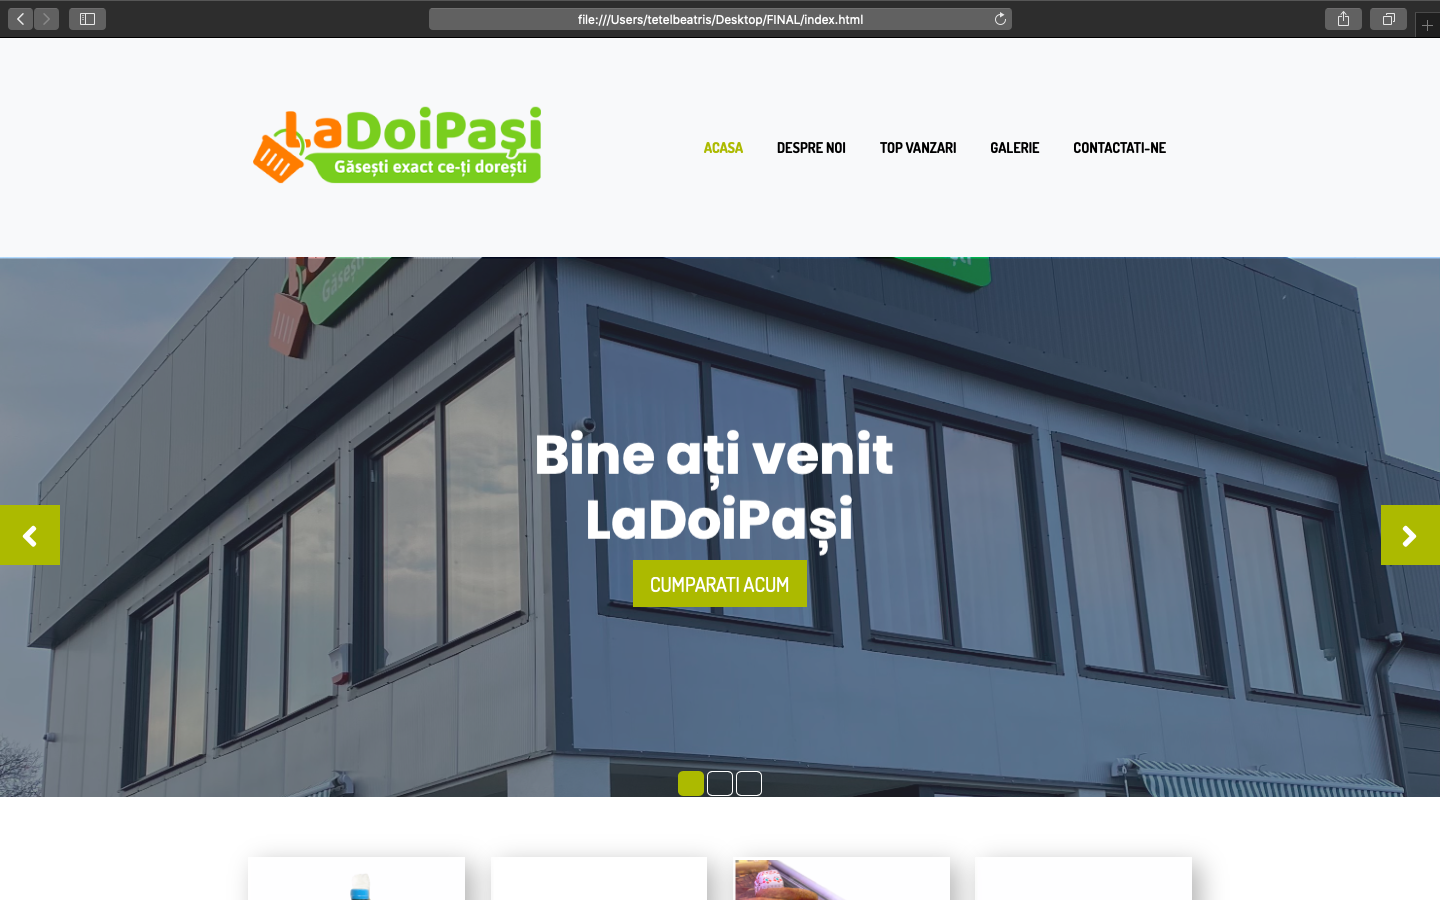 file:///Users/tetelbeatris/Desktop/FINAL/index.html
LaDoiPași
Găsești exact ce-ți dorești
ACASA
DESPRE NOI
TOP VANZARI
GALERIE
CONTACTATI-NE
Găsești
Bine ați venit
LaDoiPași
CUMPARATI ACUM